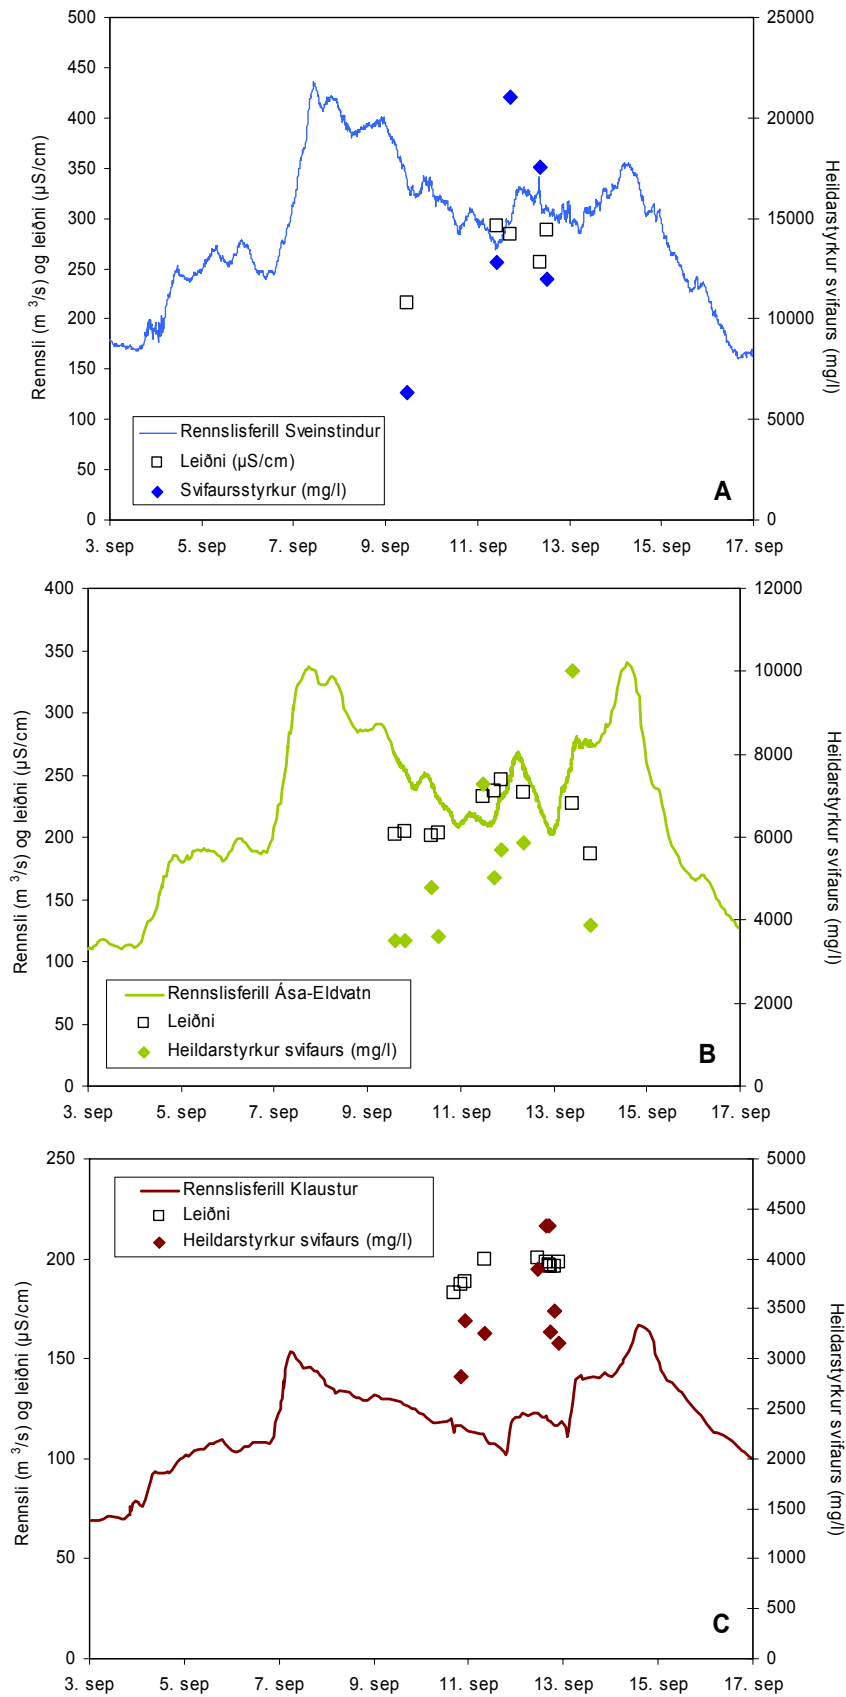 500
450
400
350
300
250
200
150
100
50
0
Rennsli (m ³/s) og leiðni (µS/cm)
25000
20000
15000
10000
5000
0
Heildarstyrkur svifaurs (mg/l)
Rennslisferill Sveinstindur
Leiðni (µS/cm)
Svifaursstyrkur (mg/l)
A
3. sep 5. sep 7. sep 9. sep 11. sep 13. sep 15. sep 17. sep
400
350
300
250
200
150
100
50
0
Rennsli (m ³/s) og leiðni (µS/cm)
12000
10000
8000
6000
4000
2000
0
Heildarstyrkur svifaurs (mg/l)
Rennslisferill Ása-Eldvatn
Leiðni
Heildarstyrkur svifaurs (mg/l)
B
3. sep 5. sep 7. sep 9. sep 11. sep 13. sep 15. sep 17. sep
250
200
150
100
50
0
Rennsli (m ³/s) og leiðni (µS/cm)
5000
4500
4000
3500
3000
2500
2000
1500
1000
500
0
Heildarstyrkur svifaurs (mg/l)
Rennslisferill Klaustur
Leiðni
Heildarstyrkur svifaurs (mg/l)
C
3. sep 5. sep 7. sep 9. sep 11. sep 13. sep 15. sep 17. sep